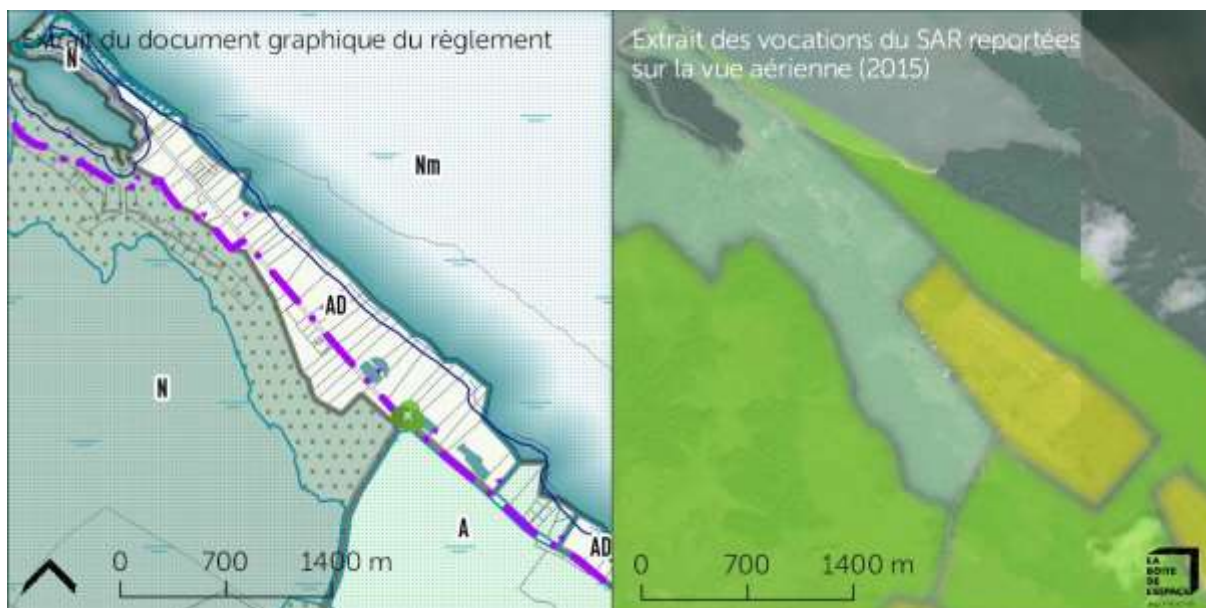 Extrait du document graphique du règlement
N
Nm
AD
N
A
AD
0 700 1400 m
Extrait des vocations du SAR reportées
sur la vue aérienne (2015)
0 700 1400 m
LA
BOITE
DE
L'ESPACE